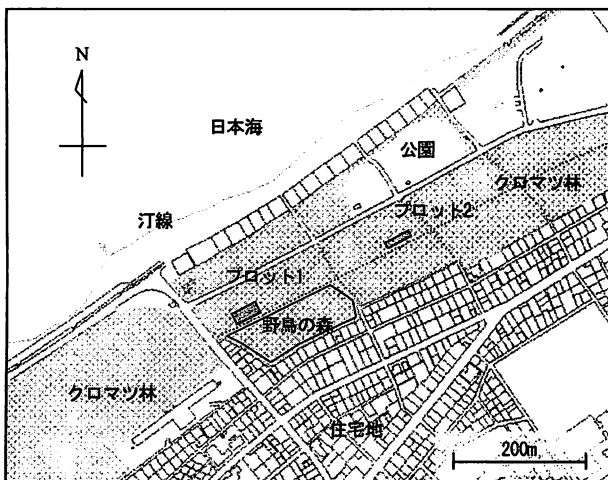 N
日本海
公園
クロマツ林
汀線
プロット2
プロット1
野鳥の森
クロマツ林
住宅地
200m